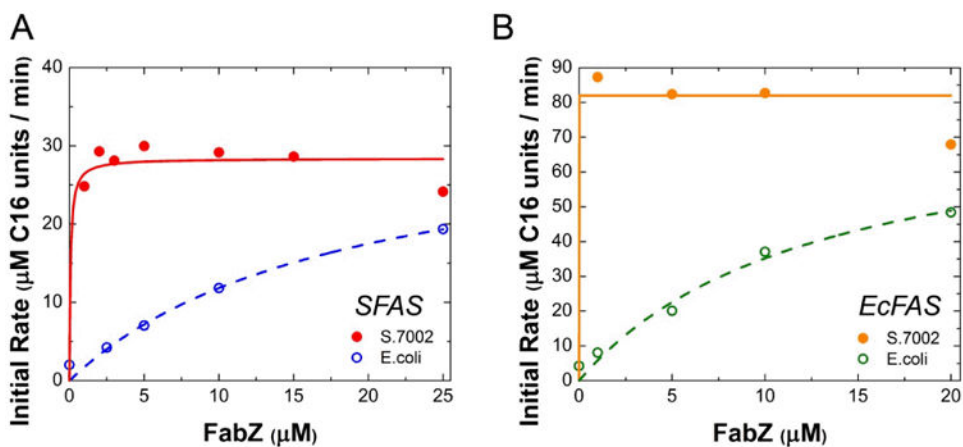 A
Initial Rate (μM C16 units / min)
40
30
20
10
0
0 5 10 15 20 25
FabZ (μM)
SFAS
S.7002
E.coli
B
Initial Rate (μM C16 units / min)
90
80
70
60
50
40
30
20
10
0
0 5 10 15 20
FabZ (μM)
EcFAS
S.7002
E.coli